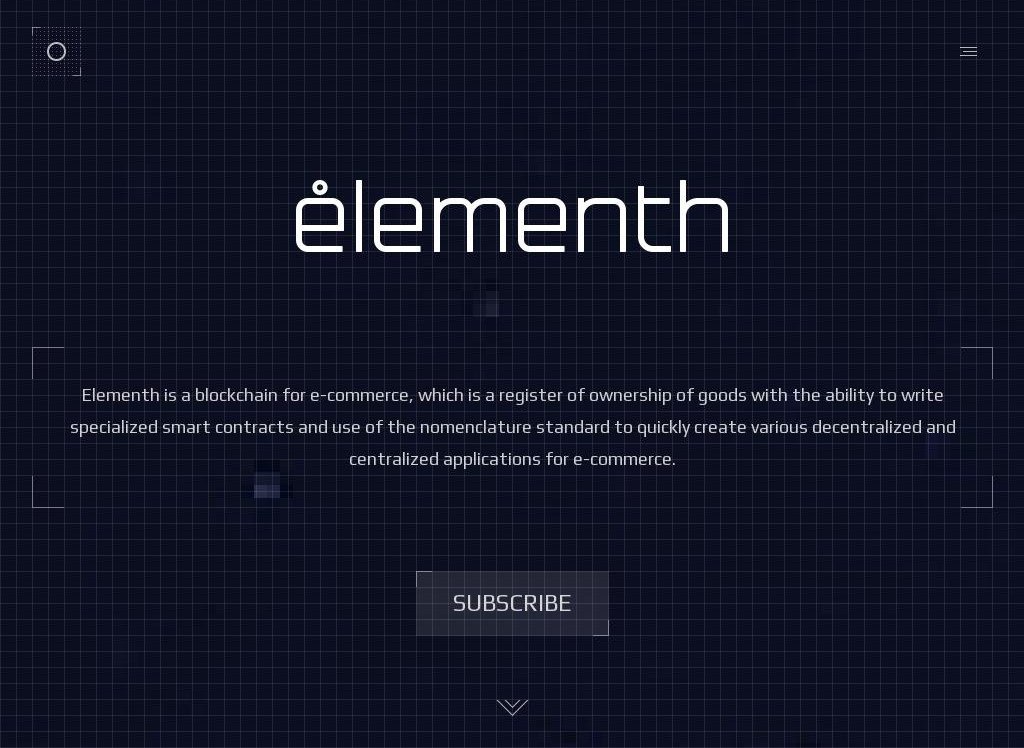 e̊lementh
Elementh is a blockchain for e-commerce, which is a register of ownership of goods with the ability to write
specialized smart contracts and use of the nomenclature standard to quickly create various decentralized and
centralized applications for e-commerce.
SUBSCRIBE